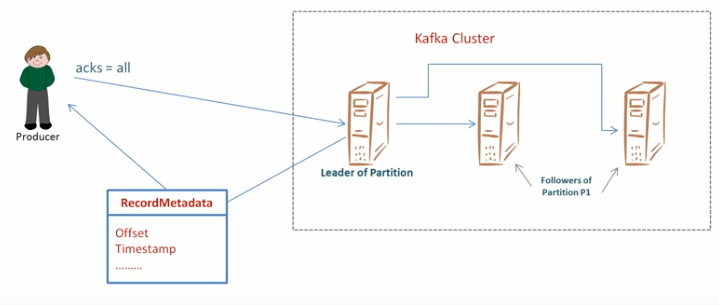 Kafka Cluster
acks = all
Producer
Leader of Partition
Followers of
Partition P1
RecordMetadata
Offset
Timestamp
.........